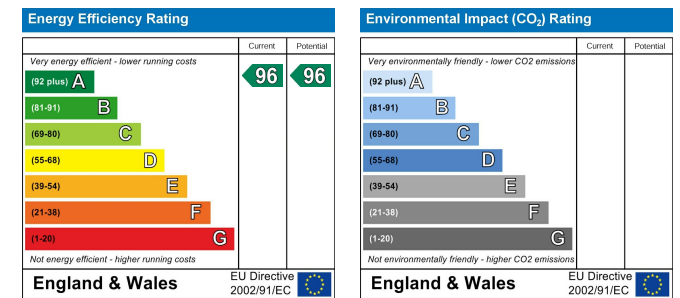 Energy Efficiency Rating
Current Potential
Very energy efficient - lower running costs
(92 plus) A 96 96
(81-91) B
(69-80) C
(55-68) D
(39-54) E
(21-38) F
(1-20) G
Not energy efficient - higher running costs
England & Wales
EU Directive
2002/91/EC
Environmental Impact (CO₂) Rating
Current Potential
Very environmentally friendly - lower CO2 emissions
(92 plus) A
(81-91) B
(69-80) C
(55-68) D
(39-54) E
(21-38) F
(1-20) G
Not environmentally friendly - higher CO2 emissions
England & Wales
EU Directive
2002/91/EC